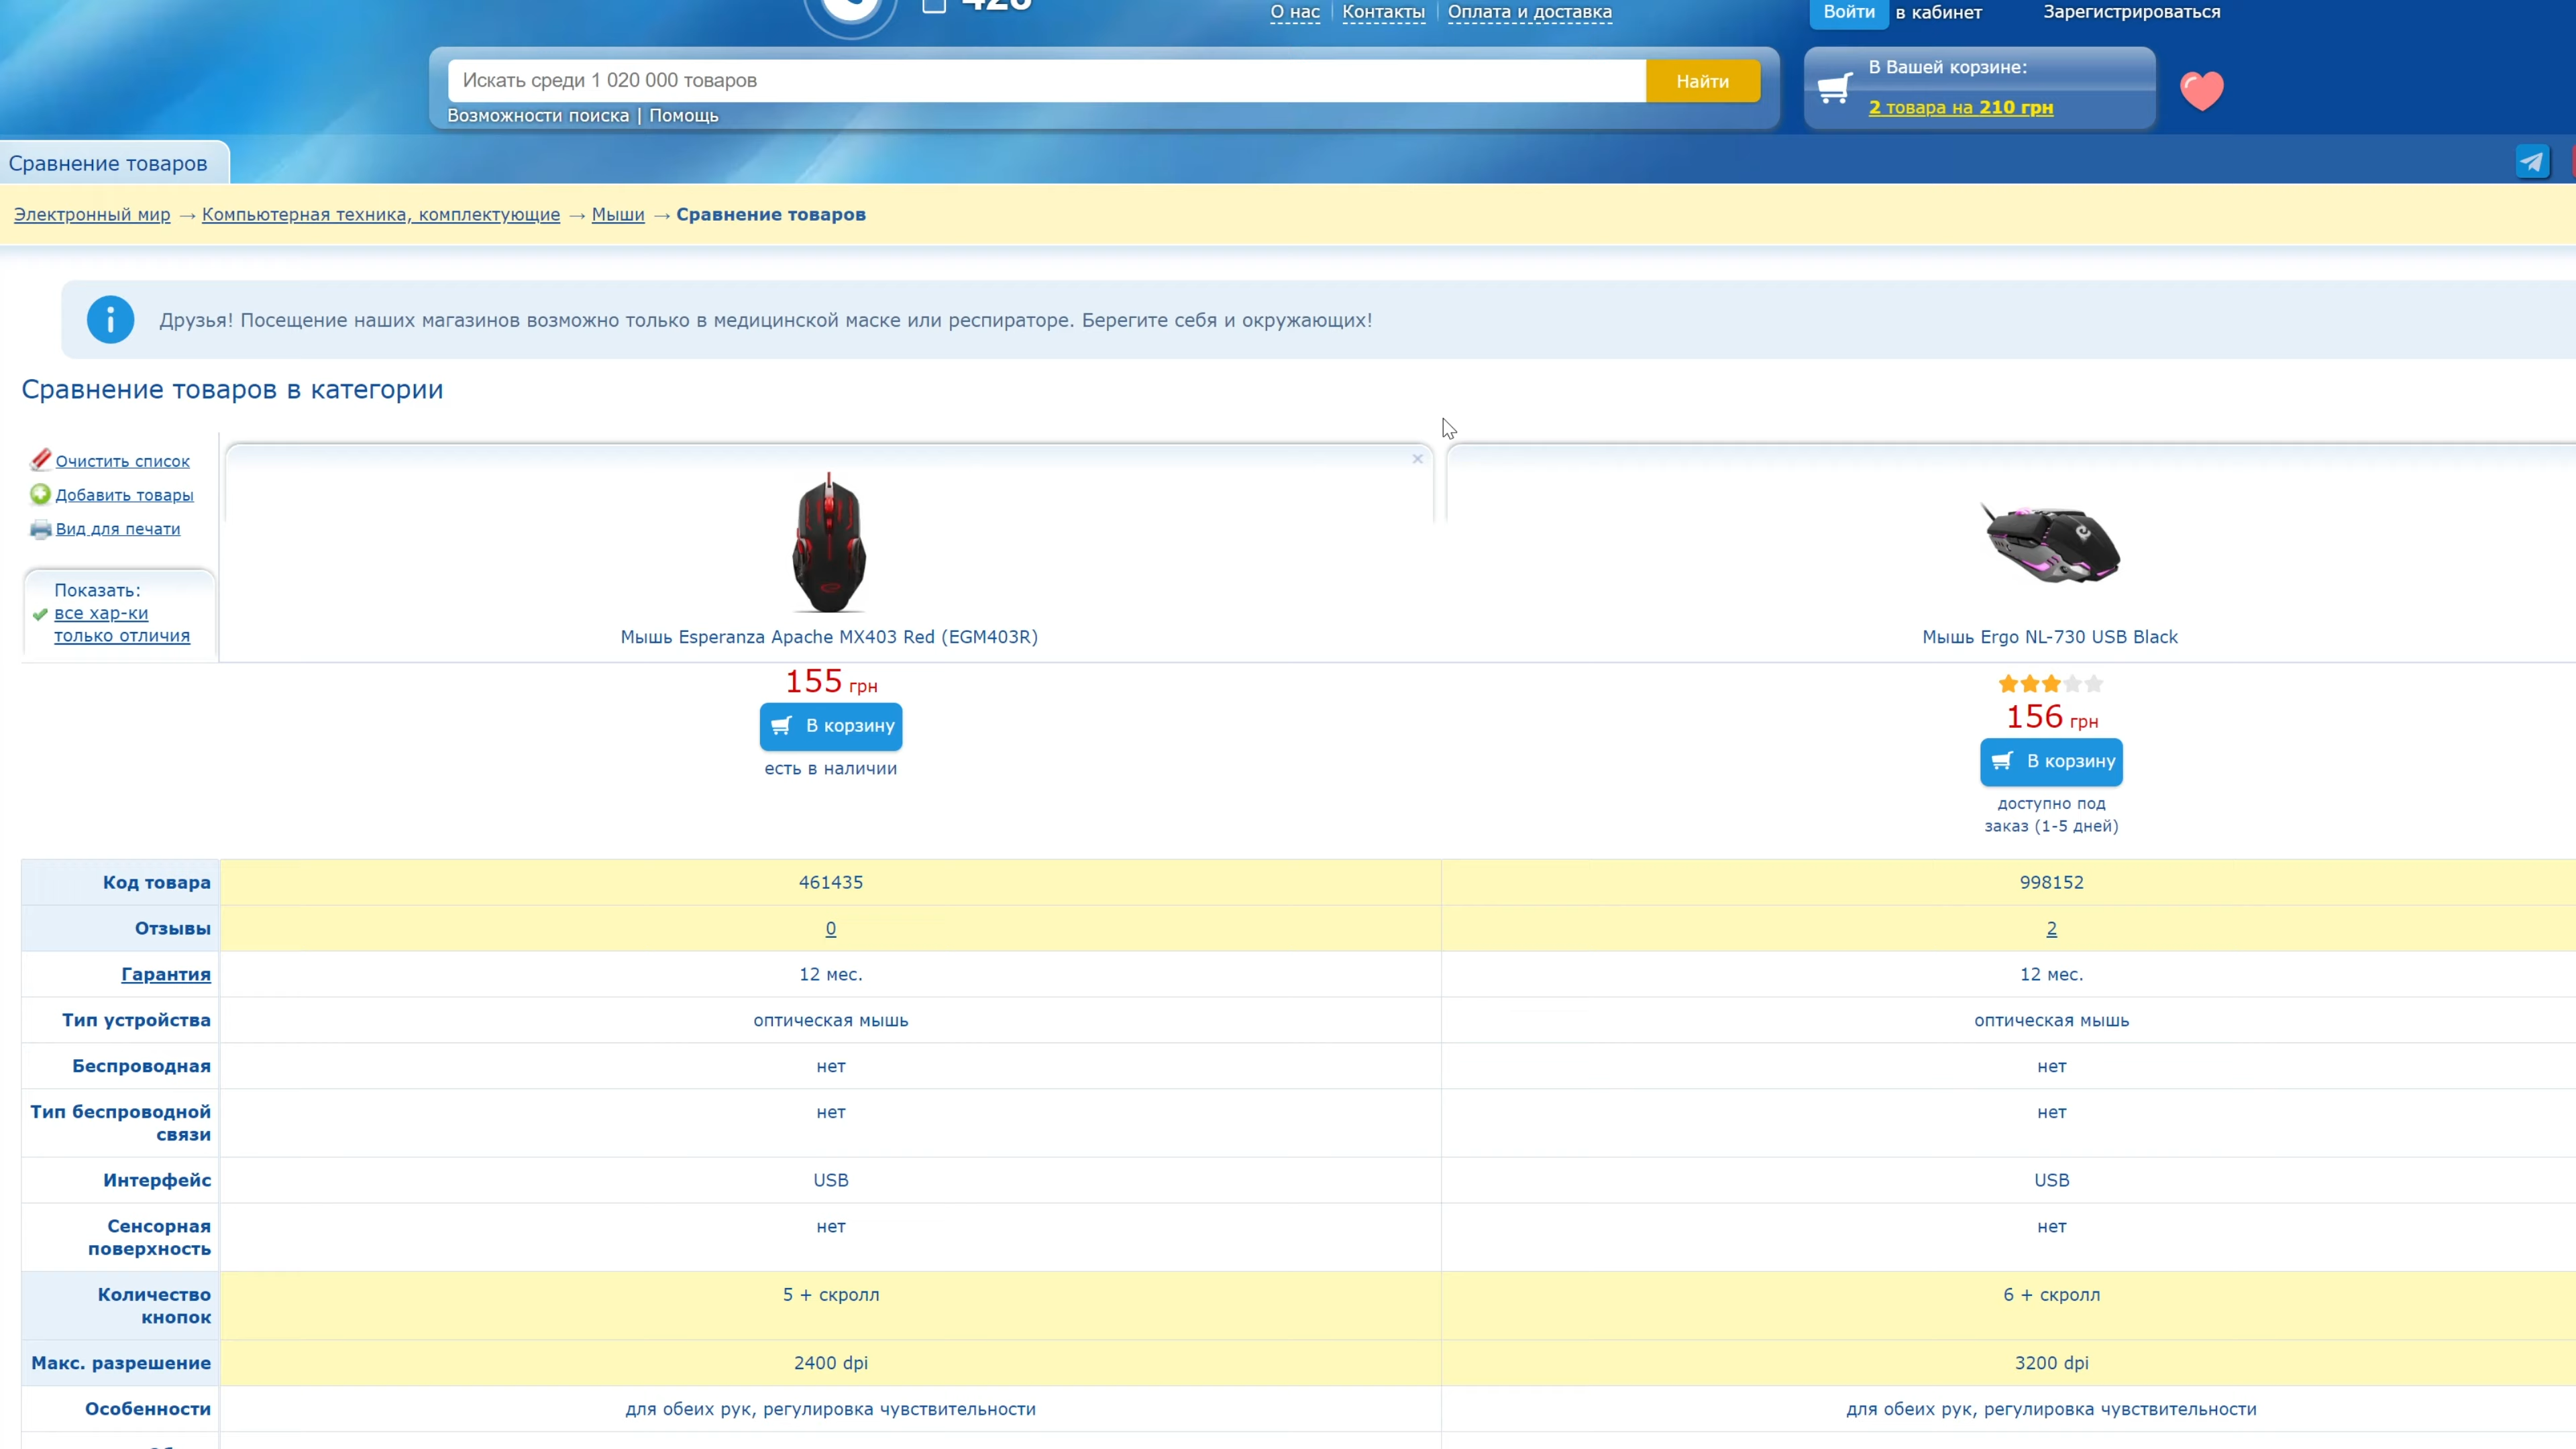 О нас | Контакты | Оплата и доставка
Войти в кабинет
Зарегистрироваться
Искать среди 1 020 000 товаров
Найти
Возможности поиска | Помощь
В Вашей корзине:
2 товара на 210 грн
Сравнение товаров
Электронный мир → Компьютерная техника, комплектующие → Мыши → Сравнение товаров
Друзья! Посещение наших магазинов возможно только в медицинской маске или респираторе. Берегите себя и окружающих!
Сравнение товаров в категории
Очистить список
Добавить товары
Вид для печати
Показать:
все хар-ки
только отличия
Мышь Esperanza Apache MX403 Red (EGM403R)
155 грн
В корзину
есть в наличии
Мышь Ergo NL-730 USB Black
156 грн
В корзину
доступно под
заказ (1-5 дней)
Код товара 461435 998152
Отзывы 0 2
Гарантия 12 мес. 12 мес.
Тип устройства оптическая мышь оптическая мышь
Беспроводная нет нет
Тип беспроводной
связи
нет нет
Интерфейс USB USB
Сенсорная
поверхность
нет нет
Количество
кнопок
5 + скролл 6 + скролл
Макс. разрешение 2400 dpi 3200 dpi
Особенности для обеих рук, регулировка чувствительности для обеих рук, регулировка чувствительности